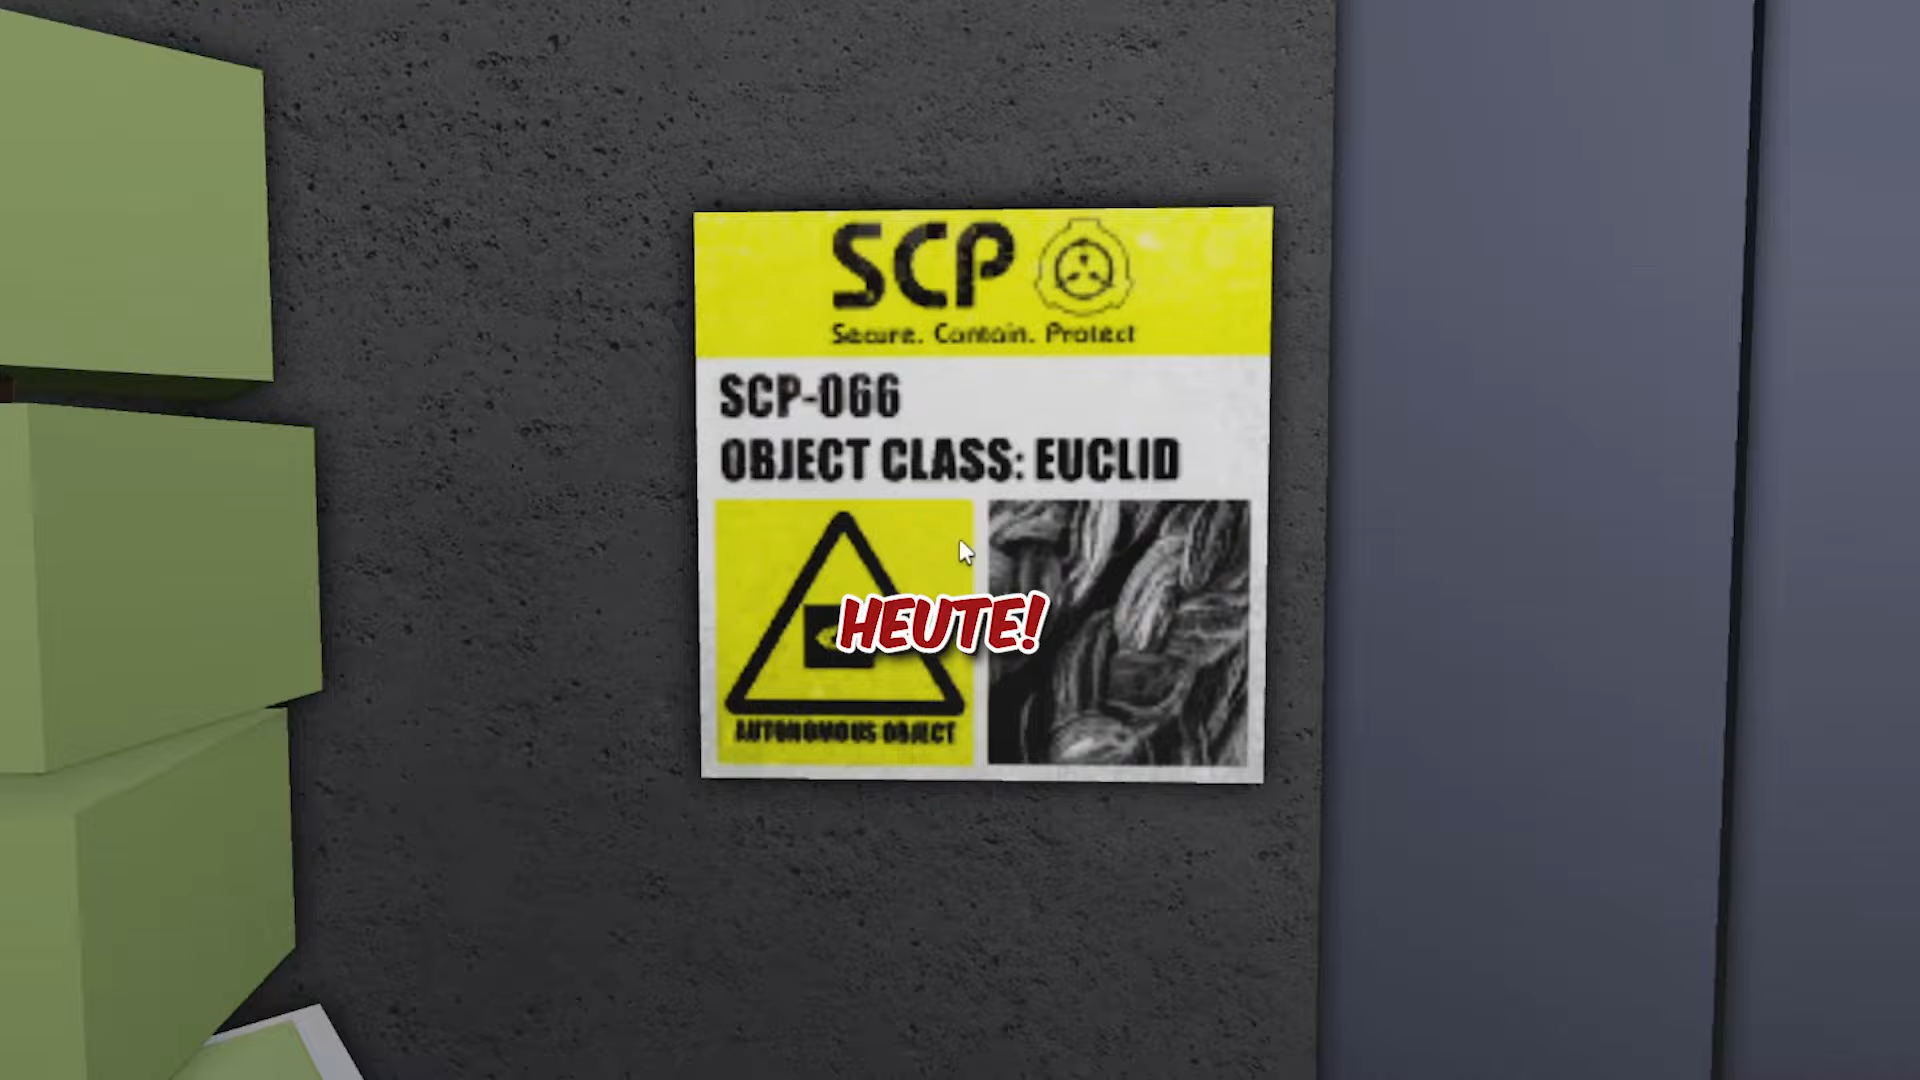 SCP
Secure. Contain. Protect
SCP-066
OBJECT CLASS: EUCLID
HEUTE!
AUTONOMOUS OBJECT